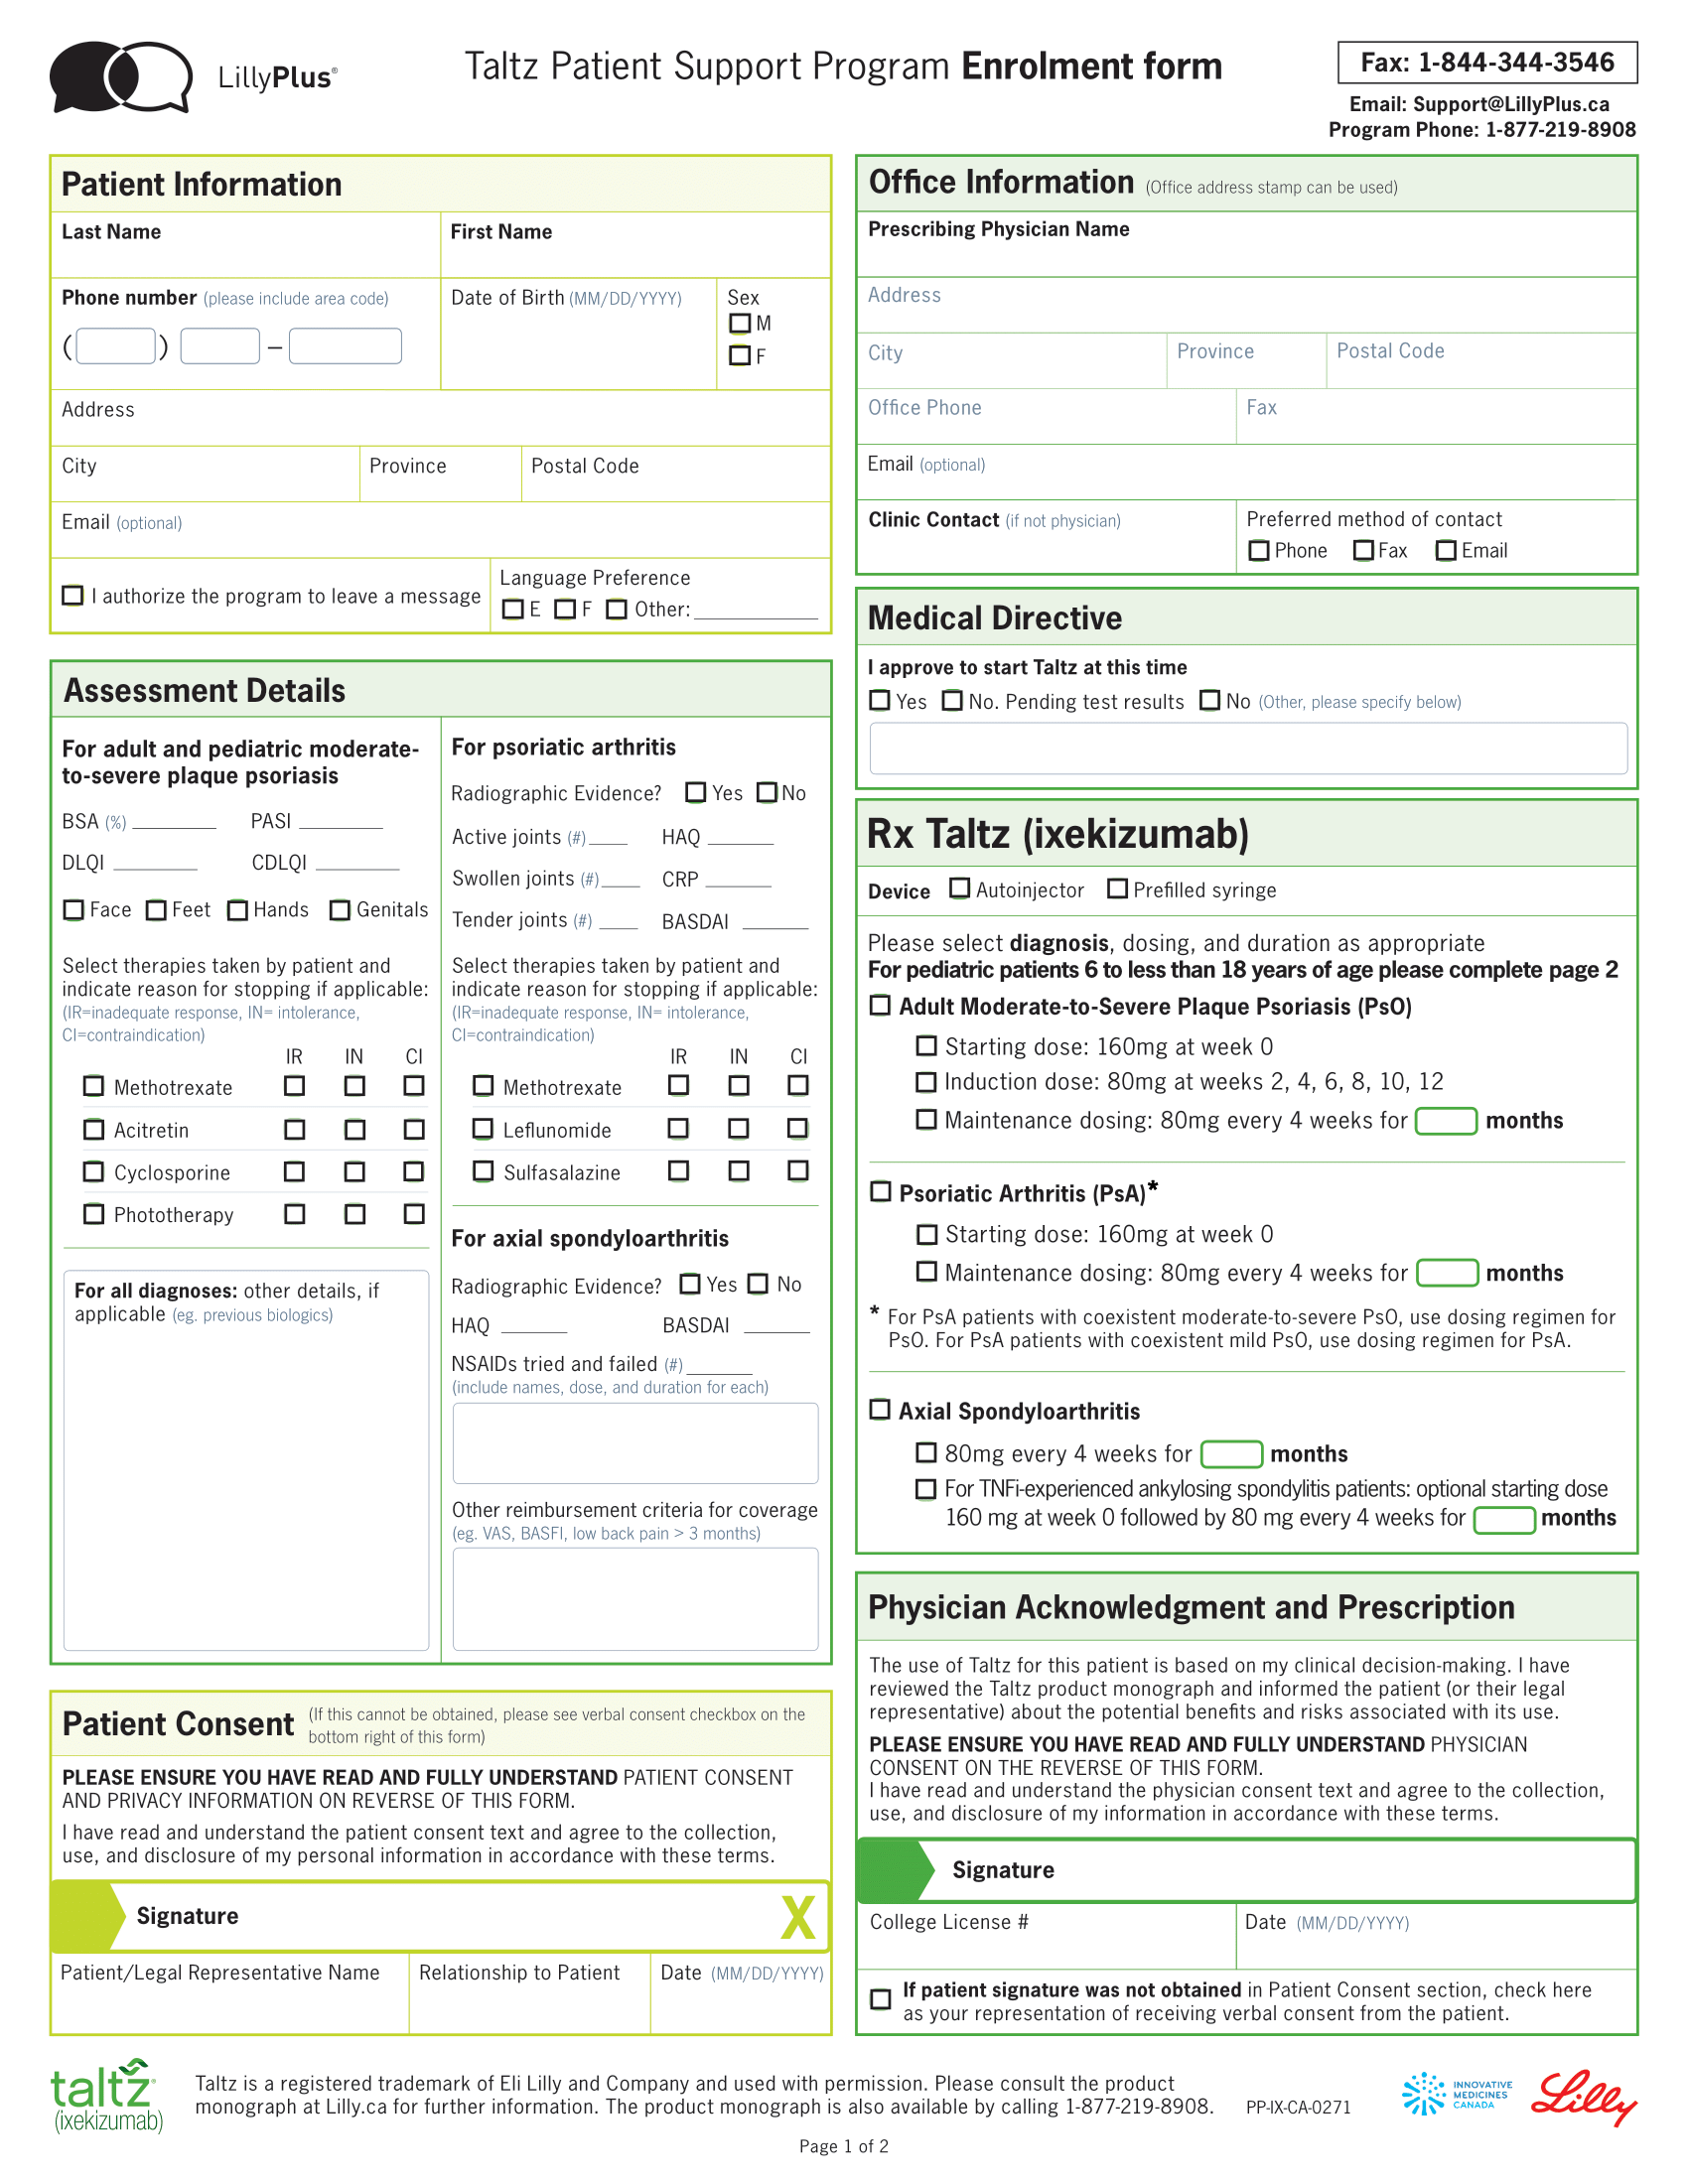 LillyPlus®
Taltz Patient Support Program Enrolment form
Fax: 1-844-344-3546
Email: Support@LillyPlus.ca
Program Phone: 1-877-219-8908
Patient Information
Last Name
First Name
Phone number (please include area code)
( ) –
Date of Birth (MM/DD/YYYY)
Sex
M
F
Address
City
Province
Postal Code
Email (optional)
I authorize the program to leave a message
Language Preference
E F Other:
Assessment Details
For adult and pediatric moderate-
to-severe plaque psoriasis
BSA (%) PASI
DLQI CDLQI
Face Feet Hands Genitals
Select therapies taken by patient and
indicate reason for stopping if applicable:
(IR=inadequate response, IN= intolerance,
CI=contraindication)
IR IN CI
Methotrexate
Acitretin
Cyclosporine
Phototherapy
For all diagnoses: other details, if
applicable (eg. previous biologics)
For psoriatic arthritis
Radiographic Evidence? Yes No
Active joints (#) HAQ
Swollen joints (#) CRP
Tender joints (#) BASDAI
Select therapies taken by patient and
indicate reason for stopping if applicable:
(IR=inadequate response, IN= intolerance,
CI=contraindication)
IR IN CI
Methotrexate
Leflunomide
Sulfasalazine
For axial spondyloarthritis
Radiographic Evidence? Yes No
HAQ BASDAI
NSAIDs tried and failed (#)
(include names, dose, and duration for each)
Other reimbursement criteria for coverage
(eg. VAS, BASFI, low back pain > 3 months)
Patient Consent (If this cannot be obtained, please see verbal consent checkbox on the
bottom right of this form)
PLEASE ENSURE YOU HAVE READ AND FULLY UNDERSTAND PATIENT CONSENT
AND PRIVACY INFORMATION ON REVERSE OF THIS FORM.
I have read and understand the patient consent text and agree to the collection,
use, and disclosure of my personal information in accordance with these terms.
Signature X
Patient/Legal Representative Name
Relationship to Patient
Date (MM/DD/YYYY)
Office Information (Office address stamp can be used)
Prescribing Physician Name
Address
City
Province
Postal Code
Office Phone
Fax
Email (optional)
Clinic Contact (if not physician)
Preferred method of contact
Phone Fax Email
Medical Directive
I approve to start Taltz at this time
Yes No. Pending test results No (Other, please specify below)
Rx Taltz (ixekizumab)
Device Autoinjector Prefilled syringe
Please select diagnosis, dosing, and duration as appropriate
For pediatric patients 6 to less than 18 years of age please complete page 2
Adult Moderate-to-Severe Plaque Psoriasis (PsO)
Starting dose: 160mg at week 0
Induction dose: 80mg at weeks 2, 4, 6, 8, 10, 12
Maintenance dosing: 80mg every 4 weeks for months
Psoriatic Arthritis (PsA)*
Starting dose: 160mg at week 0
Maintenance dosing: 80mg every 4 weeks for months
* For PsA patients with coexistent moderate-to-severe PsO, use dosing regimen for
PsO. For PsA patients with coexistent mild PsO, use dosing regimen for PsA.
Axial Spondyloarthritis
80mg every 4 weeks for months
For TNFi-experienced ankylosing spondylitis patients: optional starting dose
160 mg at week 0 followed by 80 mg every 4 weeks for months
Physician Acknowledgment and Prescription
The use of Taltz for this patient is based on my clinical decision-making. I have
reviewed the Taltz product monograph and informed the patient (or their legal
representative) about the potential benefits and risks associated with its use.
PLEASE ENSURE YOU HAVE READ AND FULLY UNDERSTAND PHYSICIAN
CONSENT ON THE REVERSE OF THIS FORM.
I have read and understand the physician consent text and agree to the collection,
use, and disclosure of my information in accordance with these terms.
Signature
College License #
Date (MM/DD/YYYY)
If patient signature was not obtained in Patient Consent section, check here
as your representation of receiving verbal consent from the patient.
taltz®
(ixekizumab)
Taltz is a registered trademark of Eli Lilly and Company and used with permission. Please consult the product
monograph at Lilly.ca for further information. The product monograph is also available by calling 1-877-219-8908.
PP-IX-CA-0271
INNOVATIVE
MEDICINES
CANADA
Lilly
Page 1 of 2